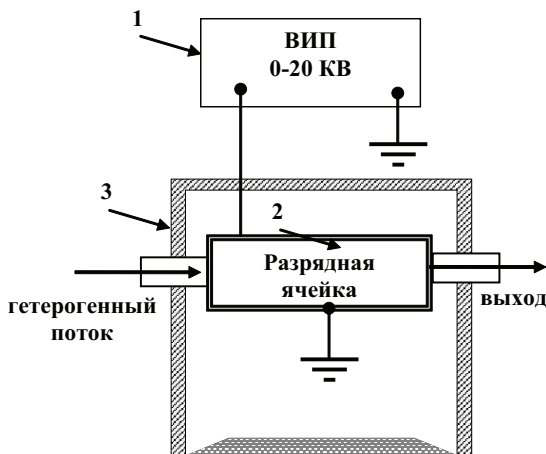 1
ВИП
0-20 КВ
3
2
Разрядная
ячейка
гетерогенный
поток
выход